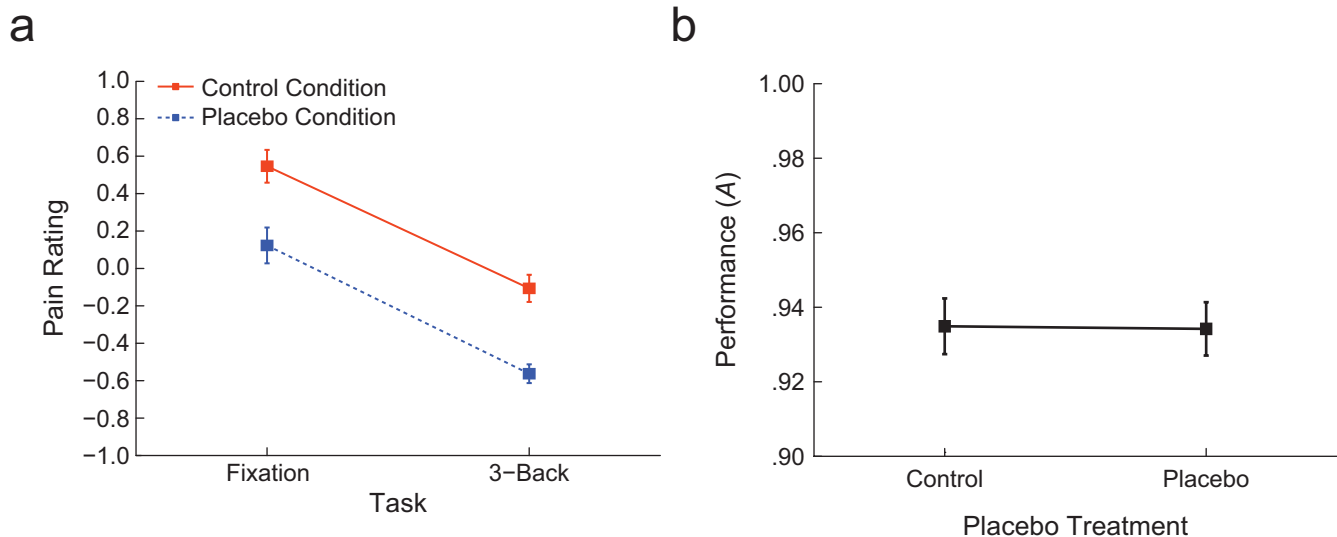 a
1.0
0.8
0.6
0.4
0.2
0.0
−0.2
−0.4
−0.6
−0.8
−1.0
Pain Rating
Control Condition
Placebo Condition
Fixation 3−Back
Task
b
1.00
.98
.96
.94
.92
.90
Performance (A)
Control Placebo
Placebo Treatment